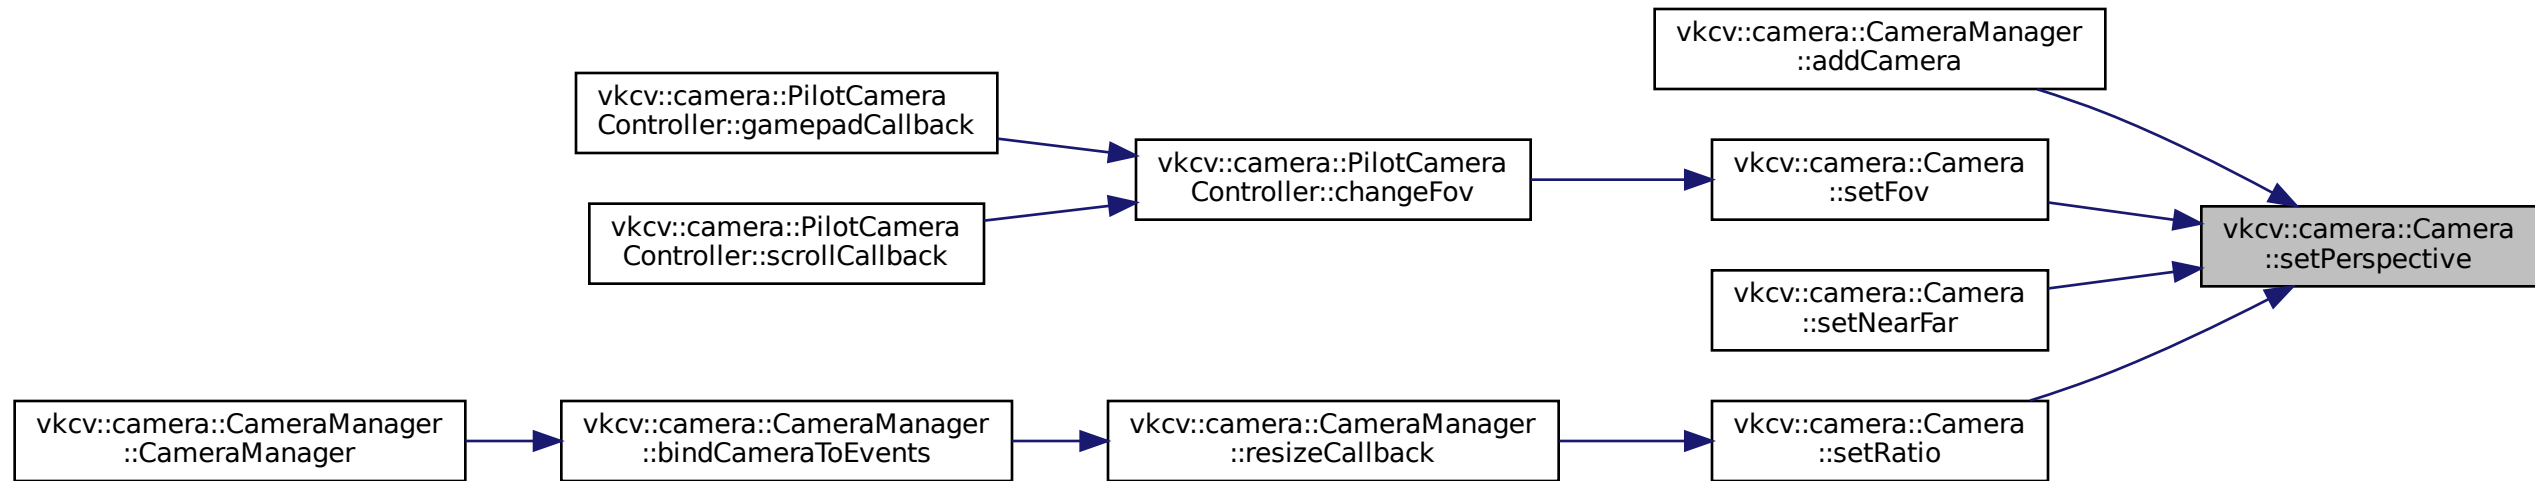 vkcv::camera::CameraManager
::addCamera
vkcv::camera::PilotCamera
Controller::gamepadCallback
vkcv::camera::PilotCamera
Controller::changeFov
vkcv::camera::Camera
::setFov
vkcv::camera::PilotCamera
Controller::scrollCallback
vkcv::camera::Camera
::setPerspective
vkcv::camera::Camera
::setNearFar
vkcv::camera::CameraManager
::CameraManager
vkcv::camera::CameraManager
::bindCameraToEvents
vkcv::camera::CameraManager
::resizeCallback
vkcv::camera::Camera
::setRatio